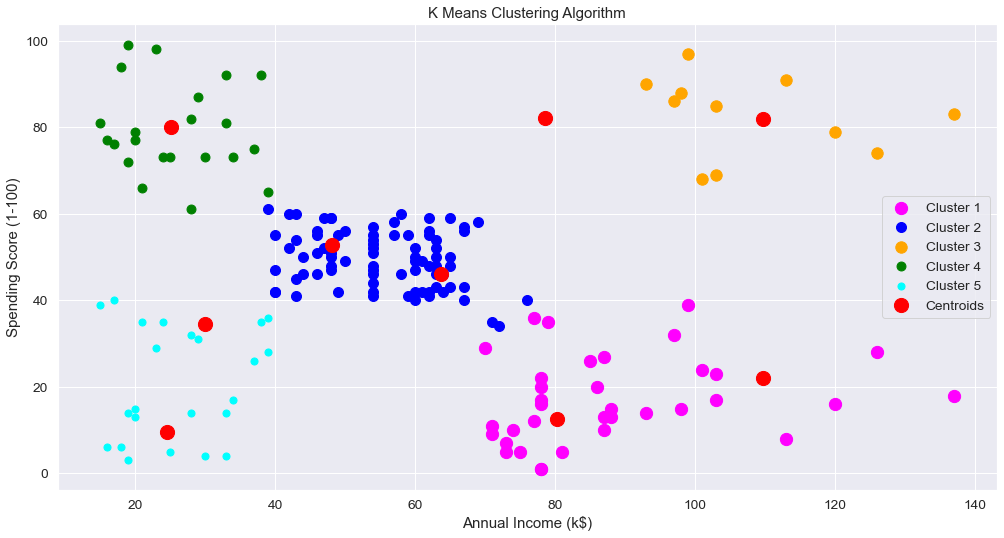 K Means Clustering Algorithm
100
80
60
40
20
0
Spending Score (1-100)
Cluster 1
Cluster 2
Cluster 3
Cluster 4
Cluster 5
Centroids
20 40 60 80 100 120 140
Annual Income (k$)